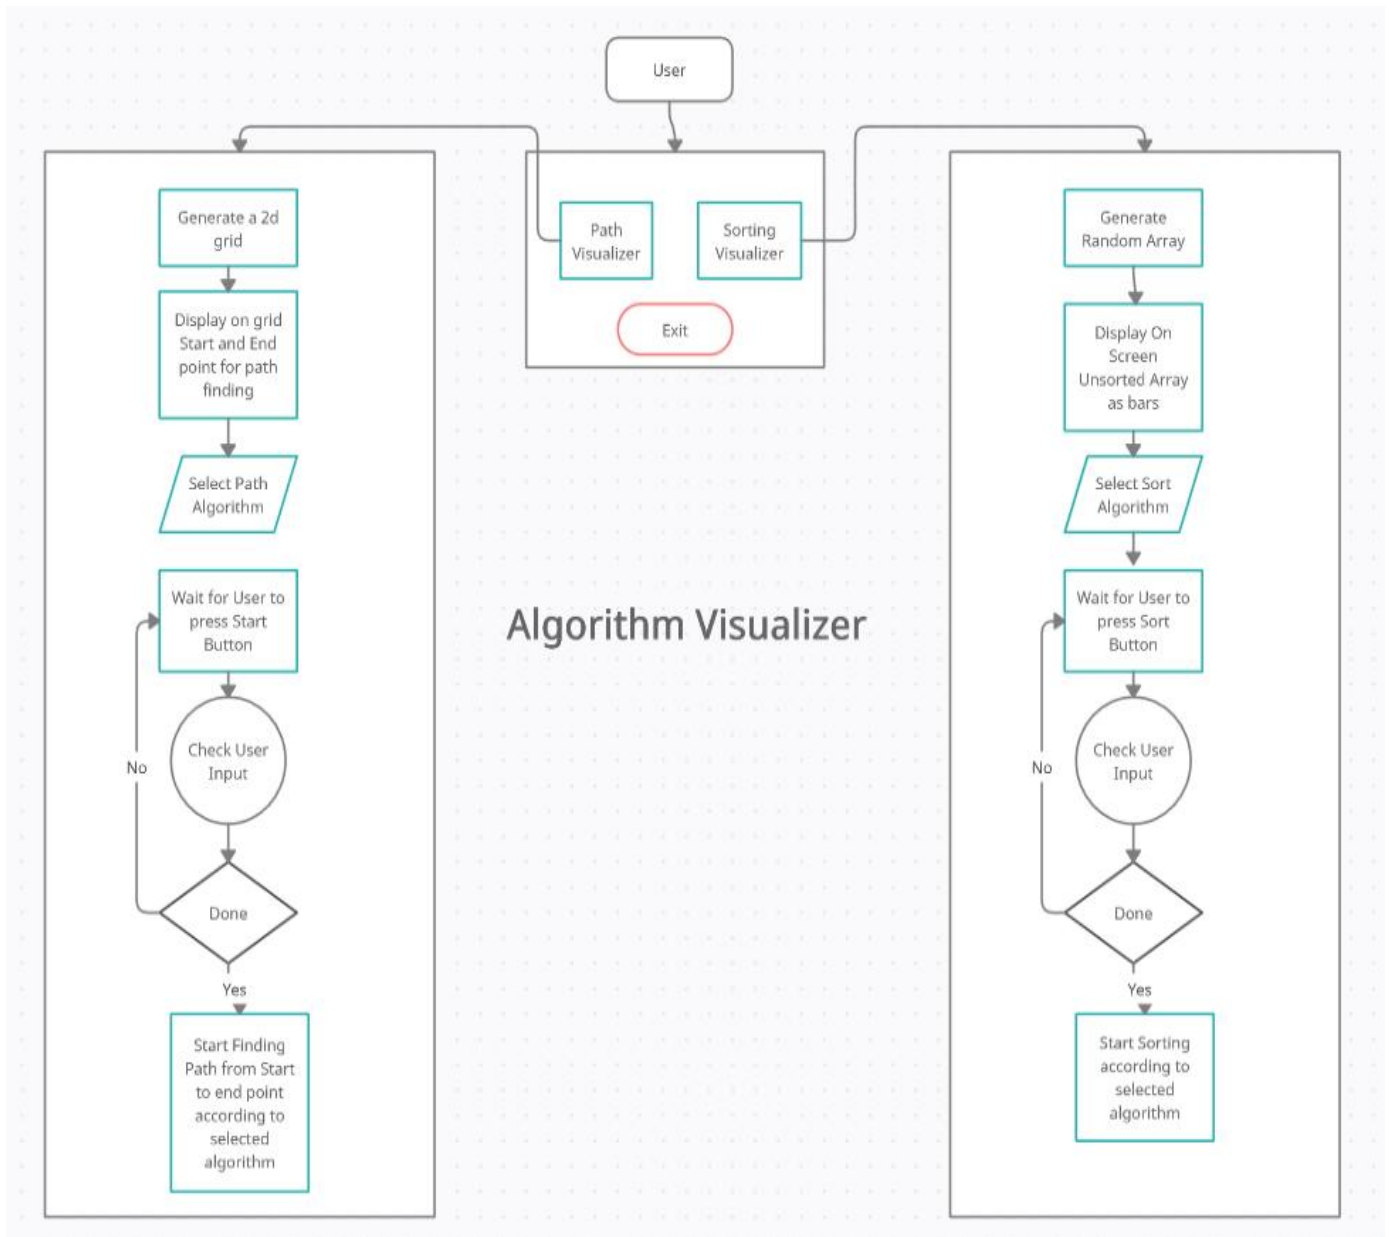 User
Path
Visualizer
Sorting
Visualizer
Exit
Generate a 2d
grid
Display on grid
Start and End
point for path
finding
Select Path
Algorithm
Wait for User to
press Start
Button
Check User
Input
No
Done
Yes
Start Finding
Path from Start
to end point
according to
selected
algorithm
Algorithm Visualizer
Generate
Random Array
Display On
Screen
Unsorted Array
as bars
Select Sort
Algorithm
Wait for User to
press Sort
Button
Check User
Input
No
Done
Yes
Start Sorting
according to
selected
algorithm